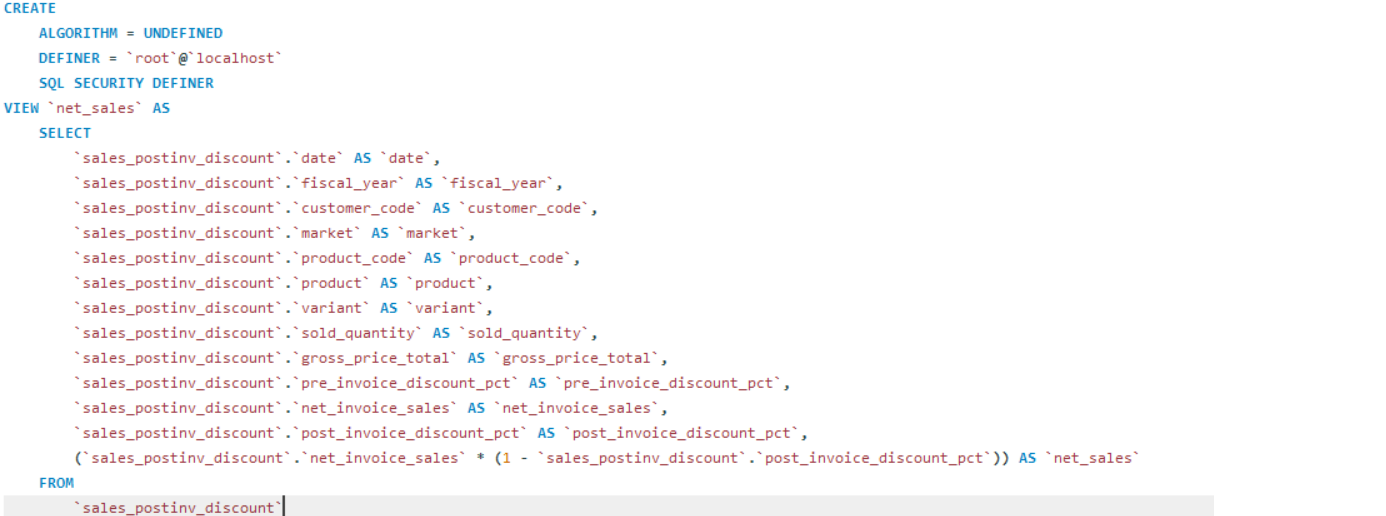 CREATE
    ALGORITHM = UNDEFINED
    DEFINER = `root`@`localhost`
    SQL SECURITY DEFINER
VIEW `net_sales` AS
    SELECT
        `sales_postinv_discount`.`date` AS `date`,
        `sales_postinv_discount`.`fiscal_year` AS `fiscal_year`,
        `sales_postinv_discount`.`customer_code` AS `customer_code`,
        `sales_postinv_discount`.`market` AS `market`,
        `sales_postinv_discount`.`product_code` AS `product_code`,
        `sales_postinv_discount`.`product` AS `product`,
        `sales_postinv_discount`.`variant` AS `variant`,
        `sales_postinv_discount`.`sold_quantity` AS `sold_quantity`,
        `sales_postinv_discount`.`gross_price_total` AS `gross_price_total`,
        `sales_postinv_discount`.`pre_invoice_discount_pct` AS `pre_invoice_discount_pct`,
        `sales_postinv_discount`.`net_invoice_sales` AS `net_invoice_sales`,
        `sales_postinv_discount`.`post_invoice_discount_pct` AS `post_invoice_discount_pct`,
        (`sales_postinv_discount`.`net_invoice_sales` * (1 - `sales_postinv_discount`.`post_invoice_discount_pct`)) AS `net_sales`
    FROM
        `sales_postinv_discount`